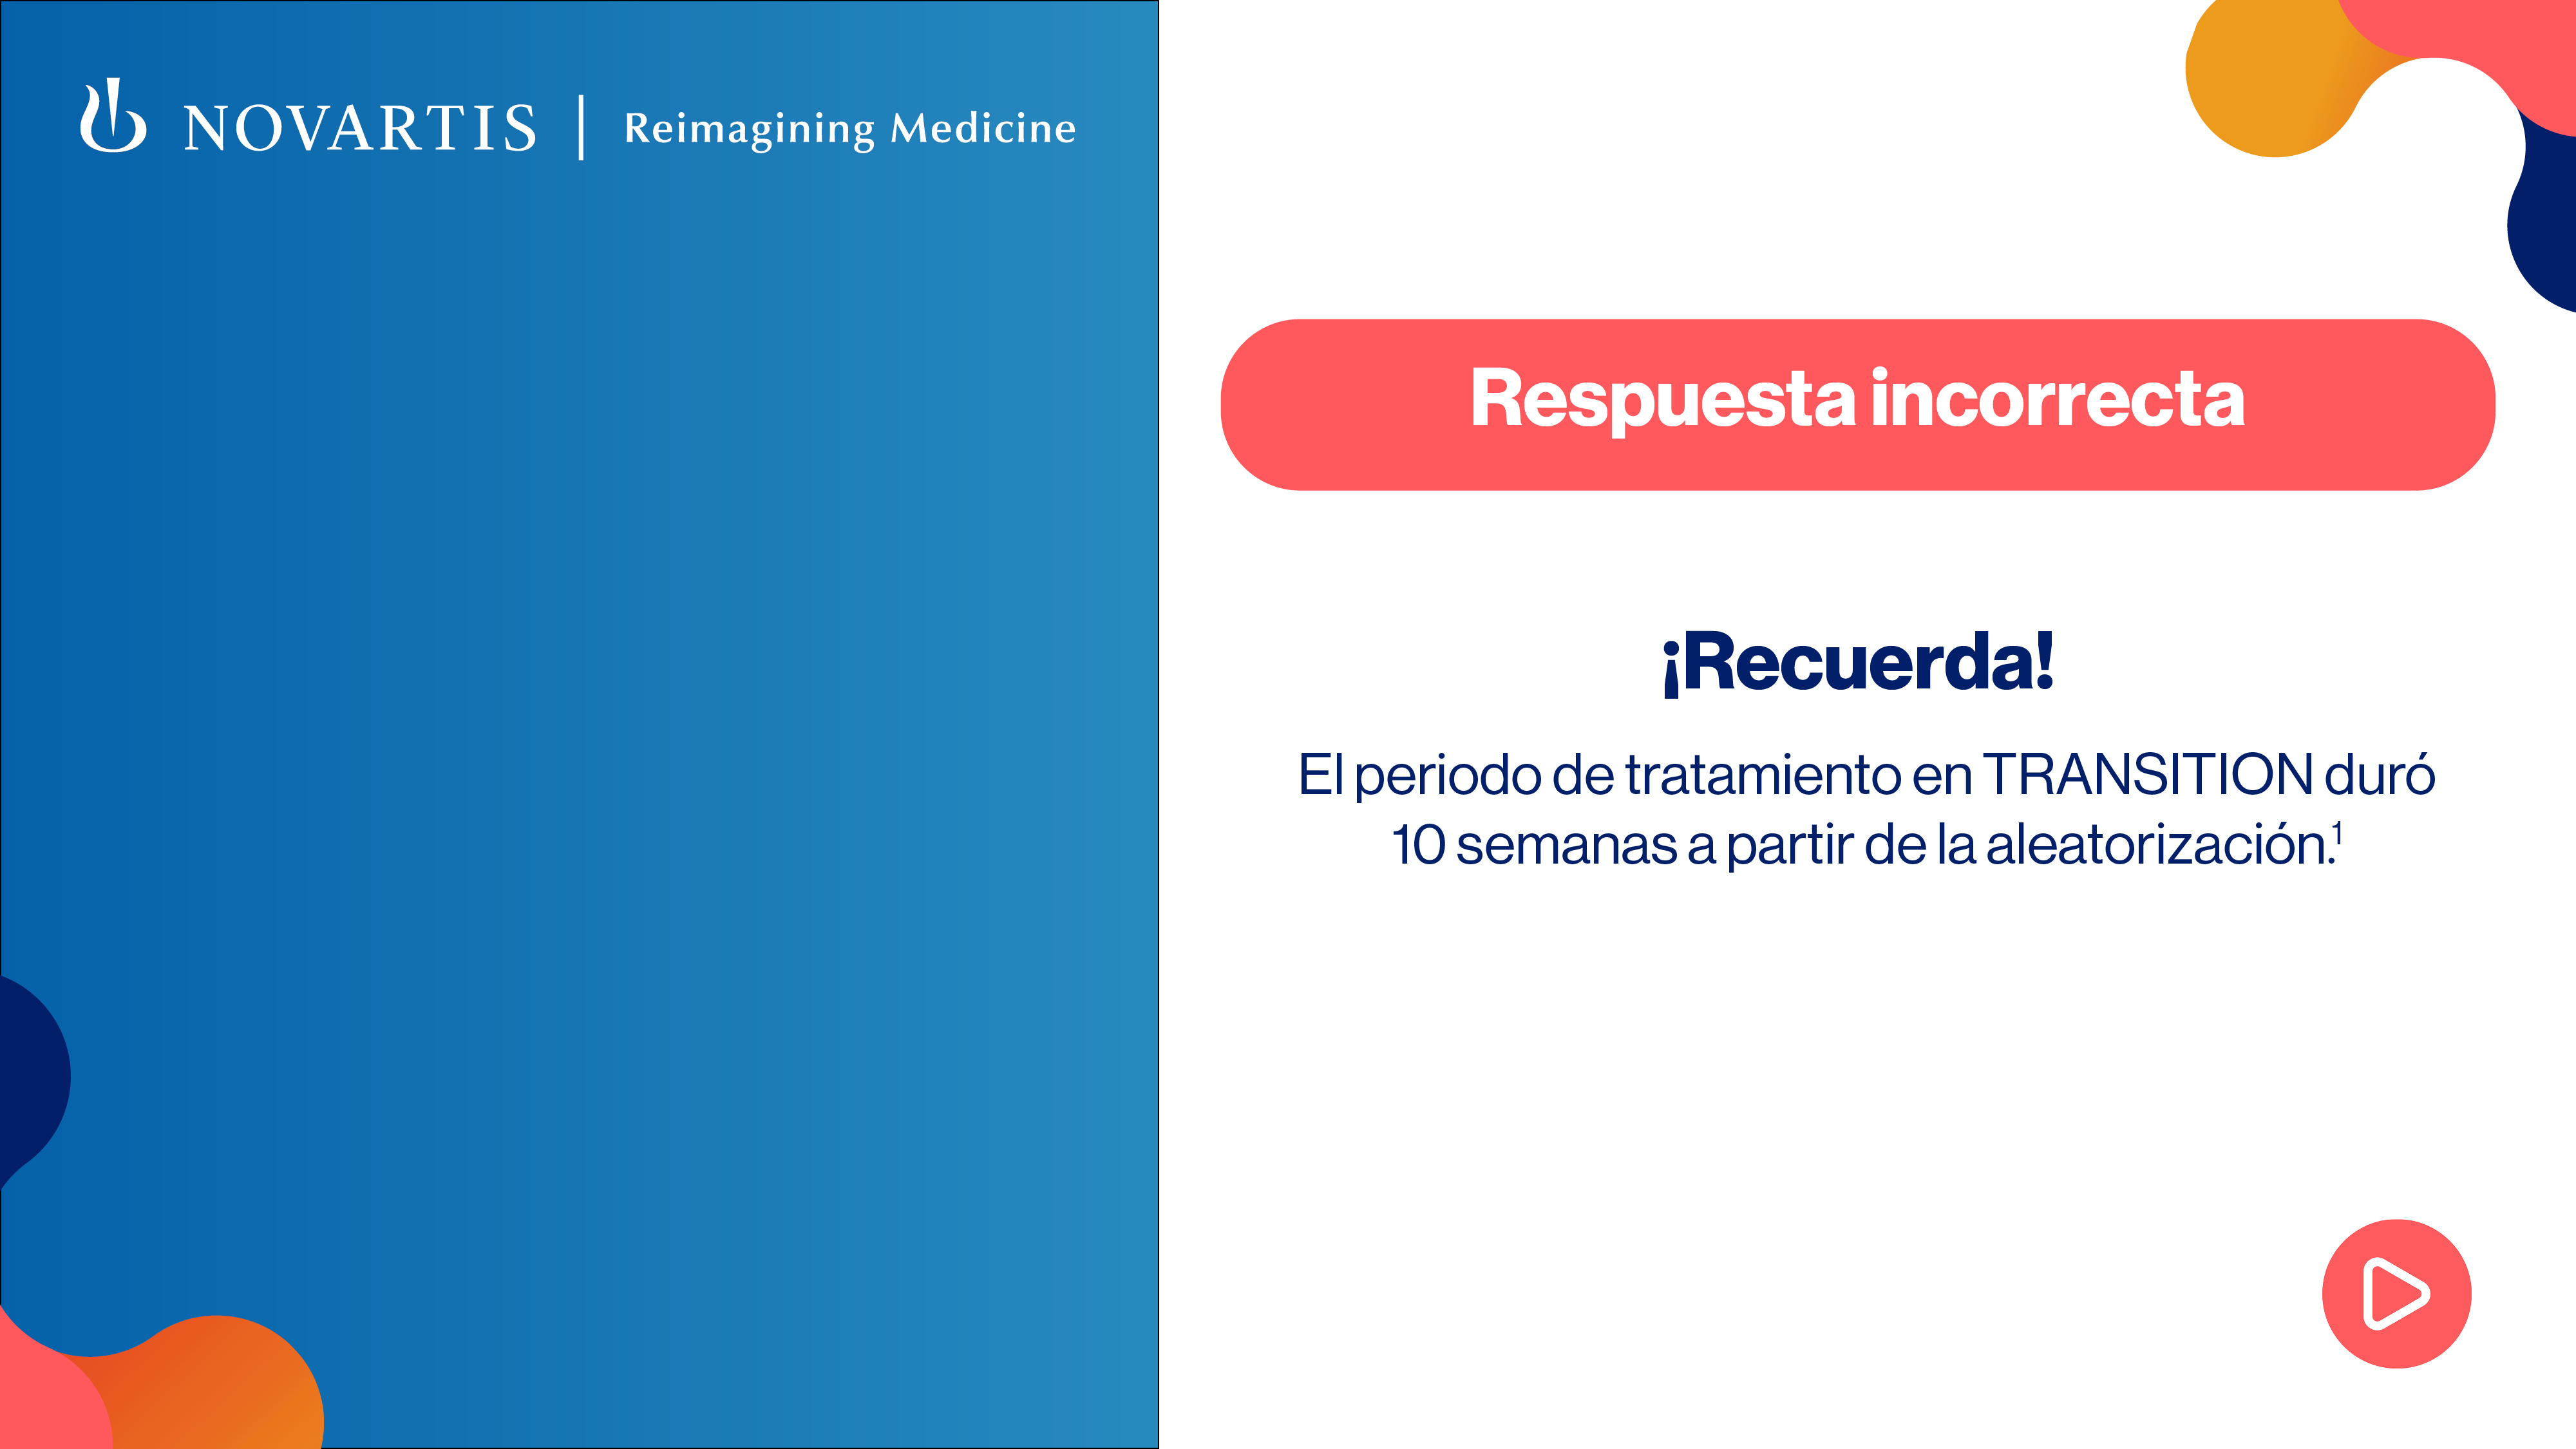 NOVARTIS | Reimagining Medicine
Respuesta incorrecta
¡Recuerda!
El periodo de tratamiento en TRANSITION duró
10 semanas a partir de la aleatorización.¹